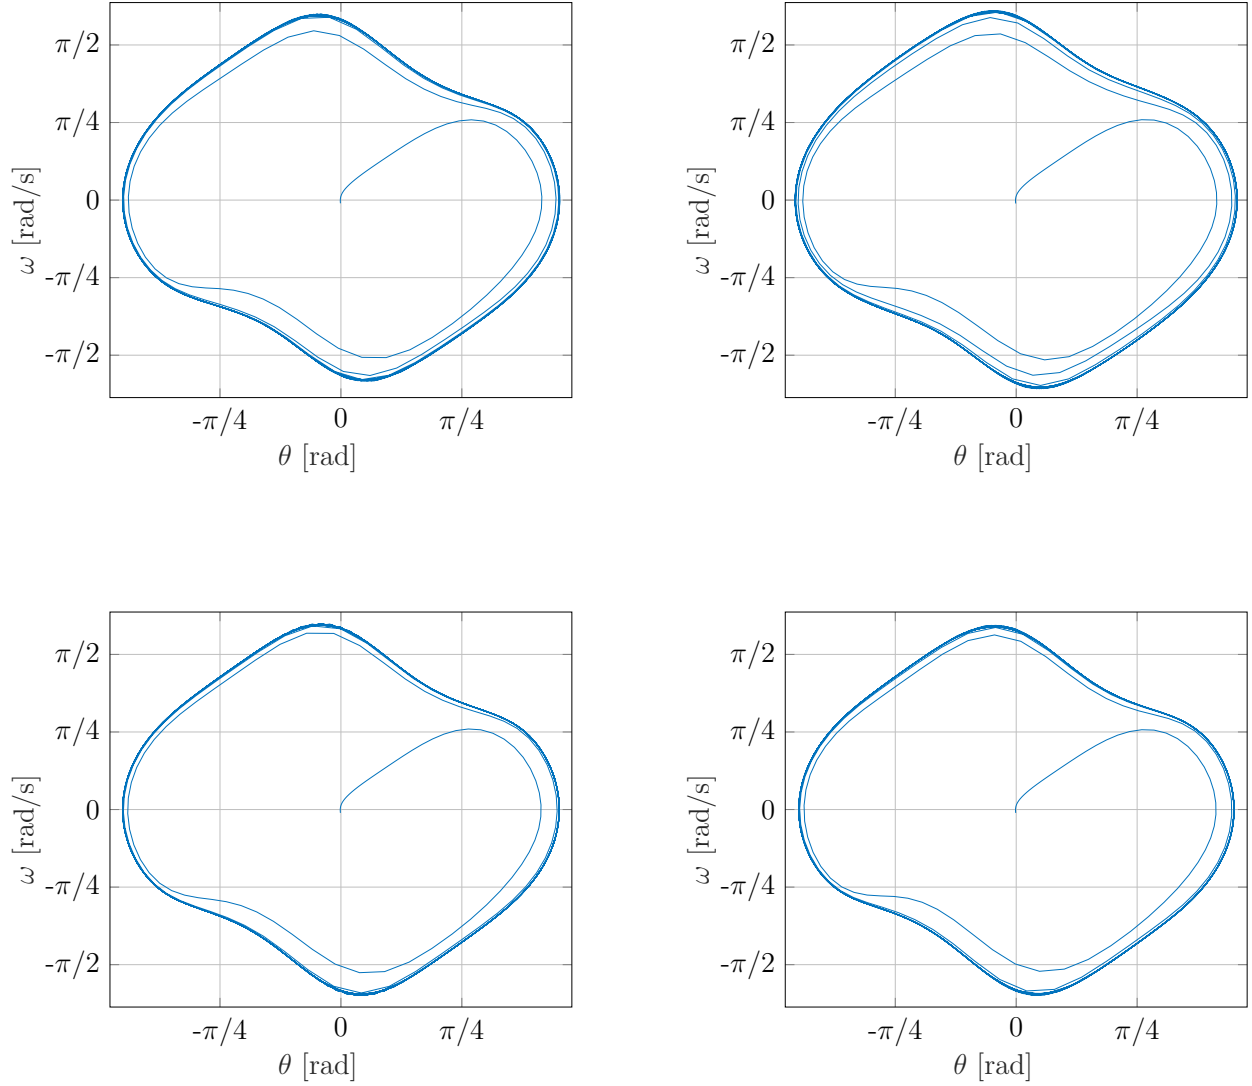 π/2 π/2
π/4 π/4
0 0
-π/4 -π/4
-π/2 -π/2
ω [rad/s] ω [rad/s]
-π/4 0 π/4 -π/4 0 π/4
θ [rad] θ [rad]
π/2 π/2
π/4 π/4
0 0
-π/4 -π/4
-π/2 -π/2
ω [rad/s] ω [rad/s]
-π/4 0 π/4 -π/4 0 π/4
θ [rad] θ [rad]